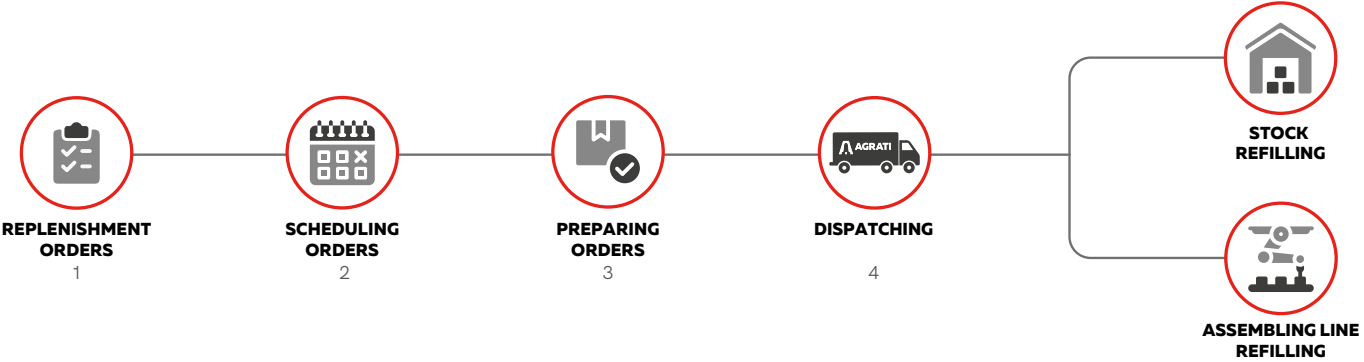 REPLENISHMENT
ORDERS
1
SCHEDULING
ORDERS
2
PREPARING
ORDERS
3
AGRATI
DISPATCHING
4
STOCK
REFILLING
ASSEMBLING LINE
REFILLING